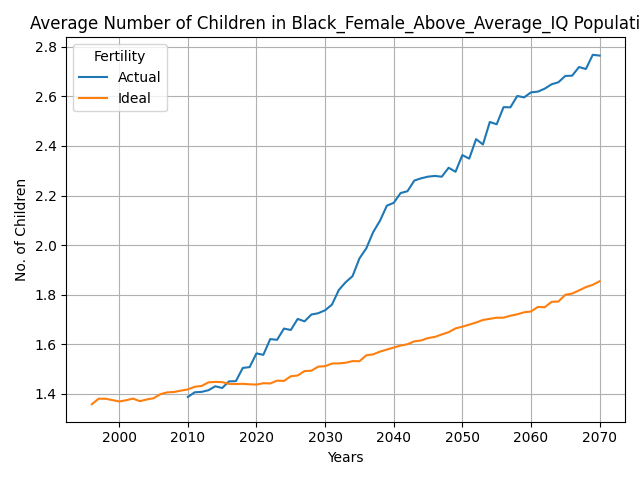 Average Number of Children in Black_Female_Above_Average_IQ Populati
Fertility
Actual
Ideal
No. of Children
2.8
2.6
2.4
2.2
2.0
1.8
1.6
1.4
2000 2010 2020 2030 2040 2050 2060 2070
Years